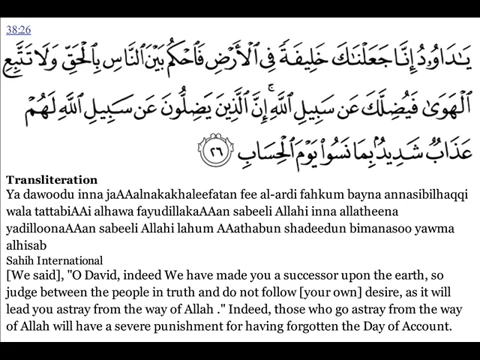 38:26
يَٰدَاوُۥدُ إِنَّا جَعَلْنَٰكَ خَلِيفَةً فِى ٱلْأَرْضِ فَٱحْكُم بَيْنَ ٱلنَّاسِ بِٱلْحَقِّ وَلَا تَتَّبِعِ
ٱلْهَوَىٰ فَيُضِلَّكَ عَن سَبِيلِ ٱللَّهِ ۚ إِنَّ ٱلَّذِينَ يَضِلُّونَ عَن سَبِيلِ ٱللَّهِ لَهُمْ
عَذَابٌ شَدِيدٌۢ بِمَا نَسُوا۟ يَوْمَ ٱلْحِسَابِ ٢٦
Transliteration
Ya dawoodu inna jaAAalnakakhaleefatan fee al-ardi fahkum bayna annasibilhaqqi
wala tattabiAAi alhawa fayudillakaAAan sabeeli Allahi inna allatheena
yadilloonaAAan sabeeli Allahi lahum AAathabun shadeedun bimanasoo yawma
alhisab
Sahih International
[We said], "O David, indeed We have made you a successor upon the earth, so
judge between the people in truth and do not follow [your own] desire, as it will
lead you astray from the way of Allah ." Indeed, those who go astray from the way
of Allah will have a severe punishment for having forgotten the Day of Account.